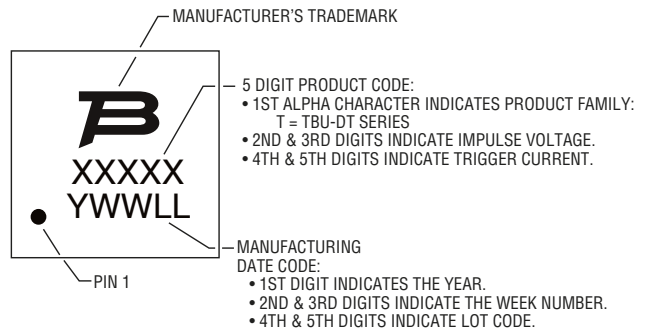 MANUFACTURER'S TRADEMARK
5 DIGIT PRODUCT CODE:
• 1ST ALPHA CHARACTER INDICATES PRODUCT FAMILY:
T = TBU-DT SERIES
• 2ND & 3RD DIGITS INDICATE IMPULSE VOLTAGE.
• 4TH & 5TH DIGITS INDICATE TRIGGER CURRENT.
XXXXX
YWWLL
MANUFACTURING
DATE CODE:
• 1ST DIGIT INDICATES THE YEAR.
• 2ND & 3RD DIGITS INDICATE THE WEEK NUMBER.
• 4TH & 5TH DIGITS INDICATE LOT CODE.
PIN 1